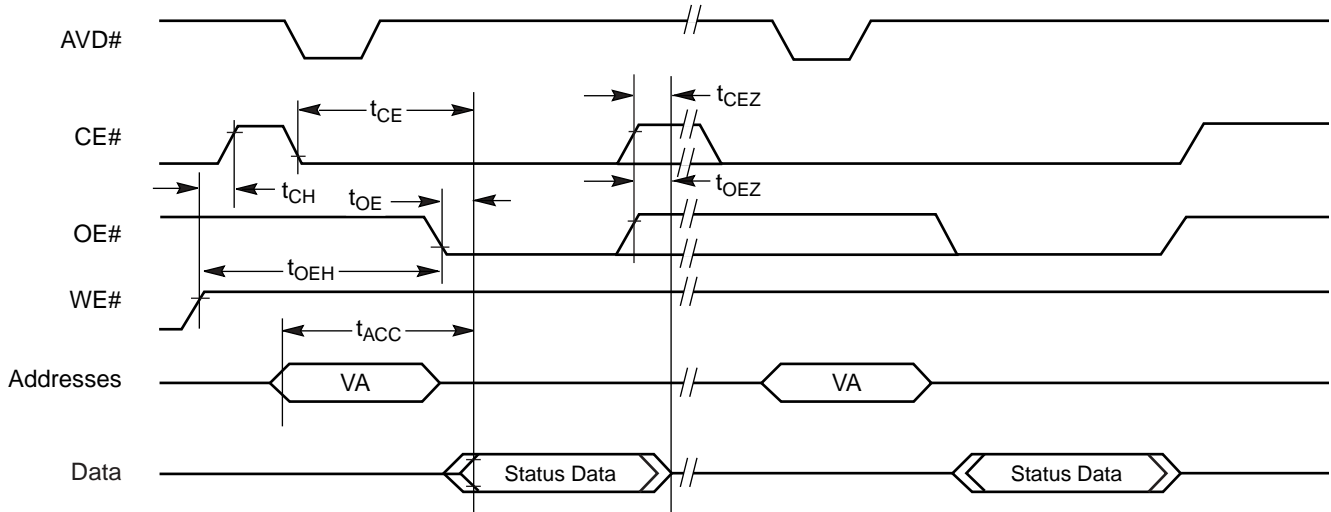 AVD#
tCEZ
tCE
CE#
tCH
tOE
tOEZ
OE#
tOEH
WE#
tACC
Addresses
VA
VA
Data
Status Data
Status Data